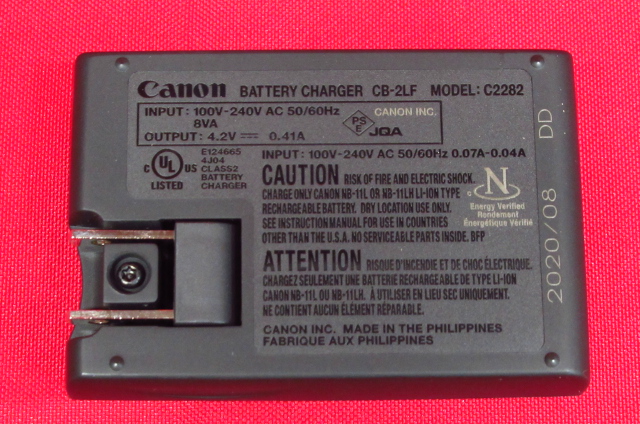 Canon BATTERY CHARGER CB-2LF MODEL: C2282
INPUT: 100V-240V AC 50/60Hz
8VA
OUTPUT: 4.2V 0.41A
PS
E
JQA
CANON INC.
c UL US
LISTED
E124665
4J04
CLASS2
BATTERY
CHARGER
INPUT: 100V-240V AC 50/60Hz 0.07A-0.04A
CAUTION RISK OF FIRE AND ELECTRIC SHOCK.
CHARGE ONLY CANON NB-11L OR NB-11LH LI-ION TYPE
RECHARGEABLE BATTERY. DRY LOCATION USE ONLY.
SEE INSTRUCTION MANUAL FOR USE IN COUNTRIES
OTHER THAN THE U.S.A. NO SERVICEABLE PARTS INSIDE. BFP
c N
Energy Verified
Rendement
Énergétique Vérifié
ATTENTION RISQUE D'INCENDIE ET DE CHOC ÉLECTRIQUE.
CHARGEZ SEULEMENT UNE BATTERIE RECHARGEABLE DE TYPE LI-ION
CANON NB-11L OU NB-11LH. À UTILISER EN LIEU SEC UNIQUEMENT.
NE CONTIENT AUCUN ÉLÉMENT RÉPARABLE.
CANON INC. MADE IN THE PHILIPPINES
FABRIQUE AUX PHILIPPINES
2020/08 DD